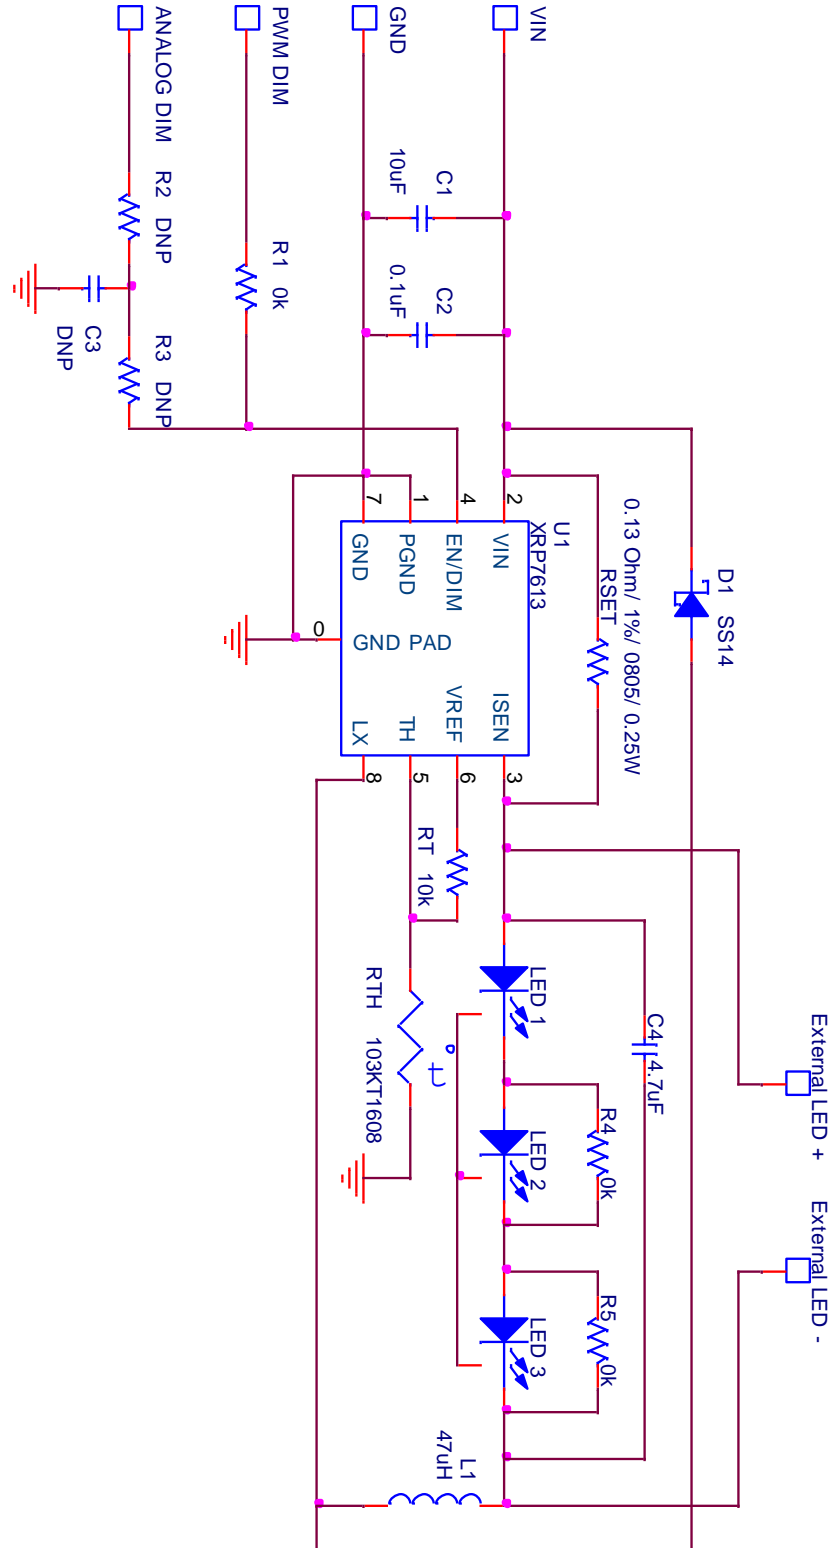 ANALOG DIM
PWM DIM
GND
VIN
R2 DNP
R1 0k
C1
10uF
C2
0.1uF
C3
DNP
R3 DNP
7
1
4
2
U1
XRP7613
GND
PGND
EN/DIM
VIN
0
GND PAD
LX
TH
VREF
ISEN
8
5
6
3
RSET
0.13 Ohm/ 1%/ 0805/ 0.25W
D1 SS14
RT 10k
RTH 103KT1608
t
LED 1
C4
4.7uF
R4
0k
LED 2
R5
0k
LED 3
L1
47uH
External LED +
External LED -